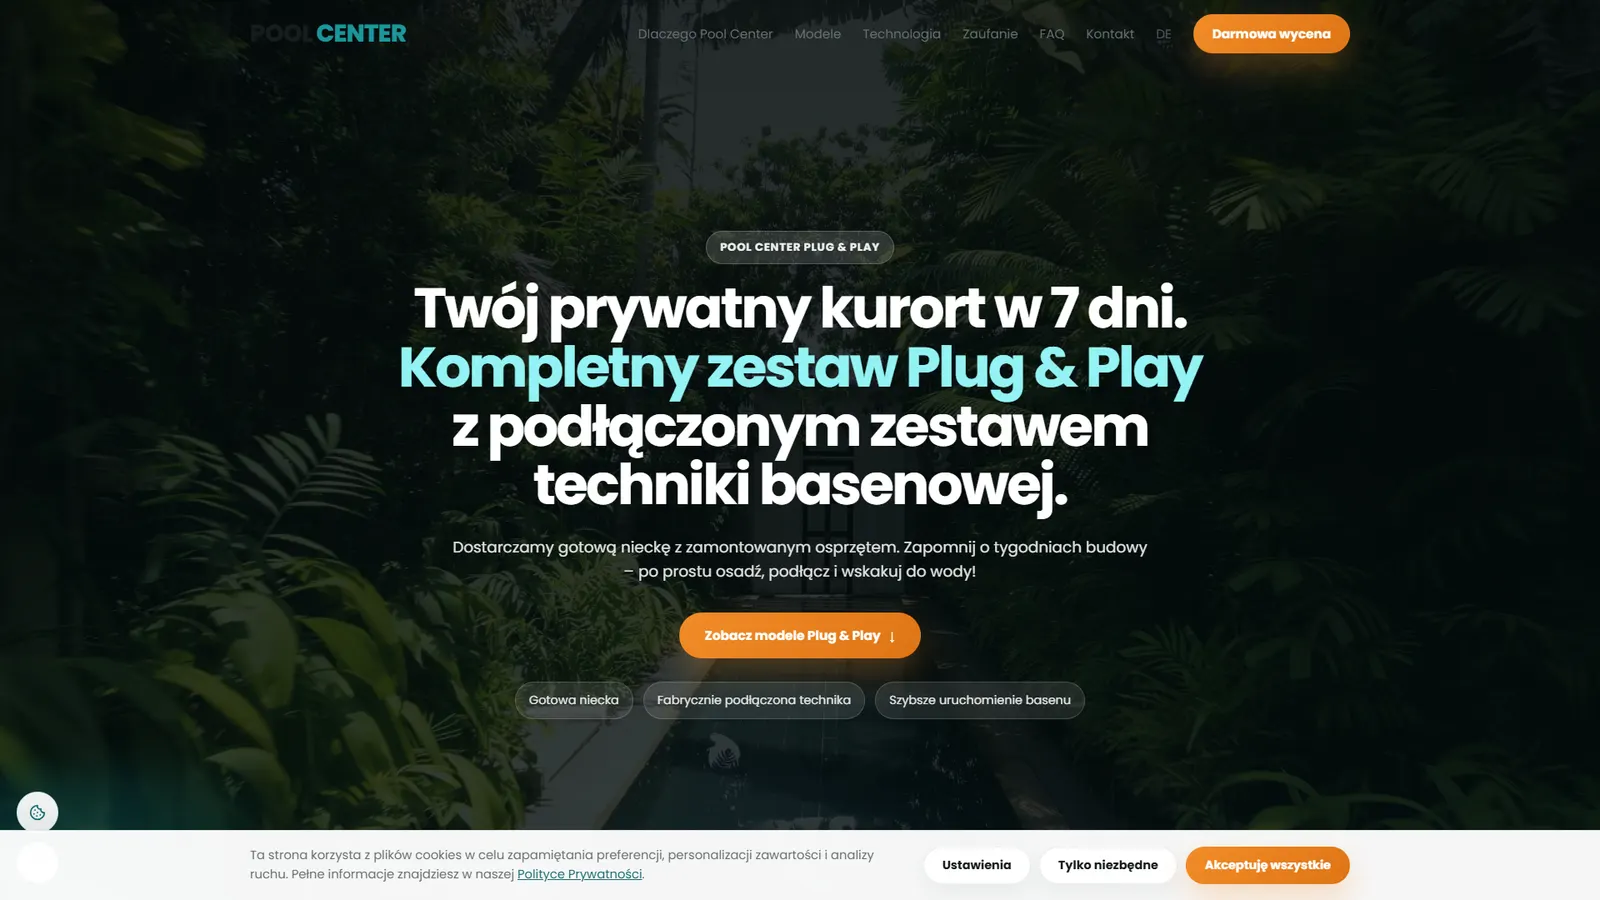 POOL CENTER
Dlaczego Pool Center
Modele
Technologia
Zaufanie
FAQ
Kontakt
DE
Darmowa wycena
POOL CENTER PLUG & PLAY
Twój prywatny kurort w 7 dni.
Kompletny zestaw Plug & Play
z podłączonym zestawem
techniki basenowej.
Dostarczamy gotową nieckę z zamontowanym osprzętem. Zapomnij o tygodniach budowy
– po prostu osadź, podłącz i wskakuj do wody!
Zobacz modele Plug & Play ↓
Gotowa niecka
Fabrycznie podłączona technika
Szybsze uruchomienie basenu
Ta strona korzysta z plików cookies w celu zapamiętania preferencji, personalizacji zawartości i analizy
ruchu. Pełne informacje znajdziesz w naszej Polityce Prywatności.
Ustawienia
Tylko niezbędne
Akceptuję wszystkie